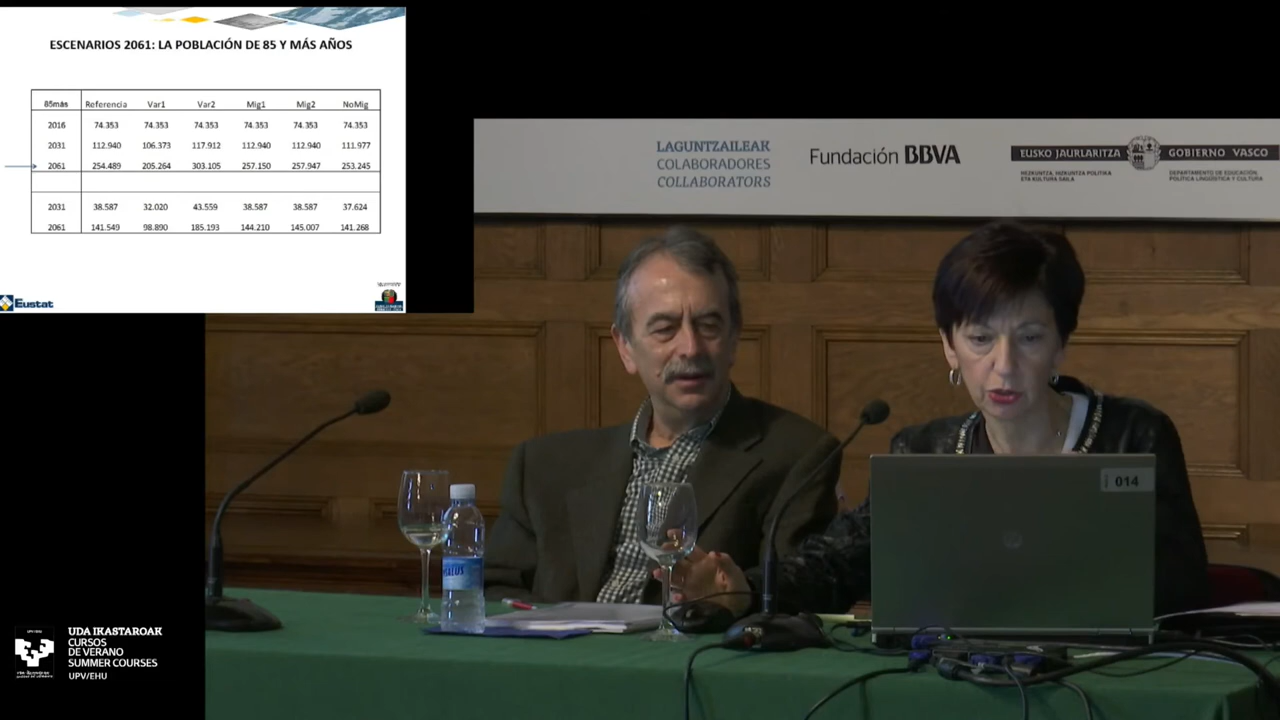 ESCENARIOS 2061: LA POBLACIÓN DE 85 Y MÁS AÑOS
85más Referencia Var1 Var2 Mig1 Mig2 NoMig
2016 74.353 74.353 74.353 74.353 74.353 74.353
2031 112.940 106.373 117.912 112.940 112.940 111.977
2061 254.489 205.264 303.105 257.150 257.947 253.245
2031 38.587 32.020 43.559 38.587 38.587 37.624
2061 141.549 98.890 185.193 144.210 145.007 141.268
Eustat
LAGUNTZAILEAK
COLABORADORES
COLLABORATORS
Fundación BBVA
EUSKO JAURLARITZA GOBIERNO VASCO
HEZKUNTZA, HIZKUNTZA POLITIKA
ETA KULTURA SAILA
DEPARTAMENTO DE EDUCACIÓN,
POLÍTICA LINGÜÍSTICA Y CULTURA
014
UDA IKASTAROAK
CURSOS
DE VERANO
SUMMER COURSES
UPV/EHU